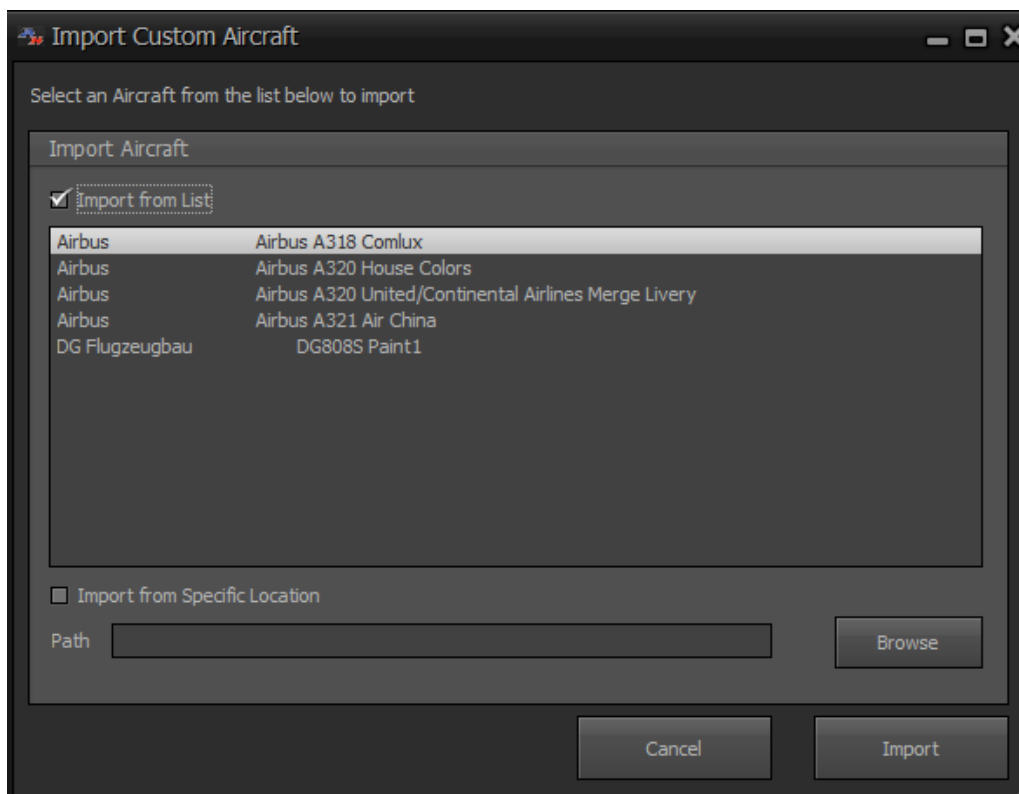 Import Custom Aircraft
Select an Aircraft from the list below to import
Import Aircraft
Import from List
Airbus Airbus A318 Comlux
Airbus Airbus A320 House Colors
Airbus Airbus A320 United/Continental Airlines Merge Livery
Airbus Airbus A321 Air China
DG Flugzeugbau DG808S Paint1
Import from Specific Location
Path Browse
Cancel Import